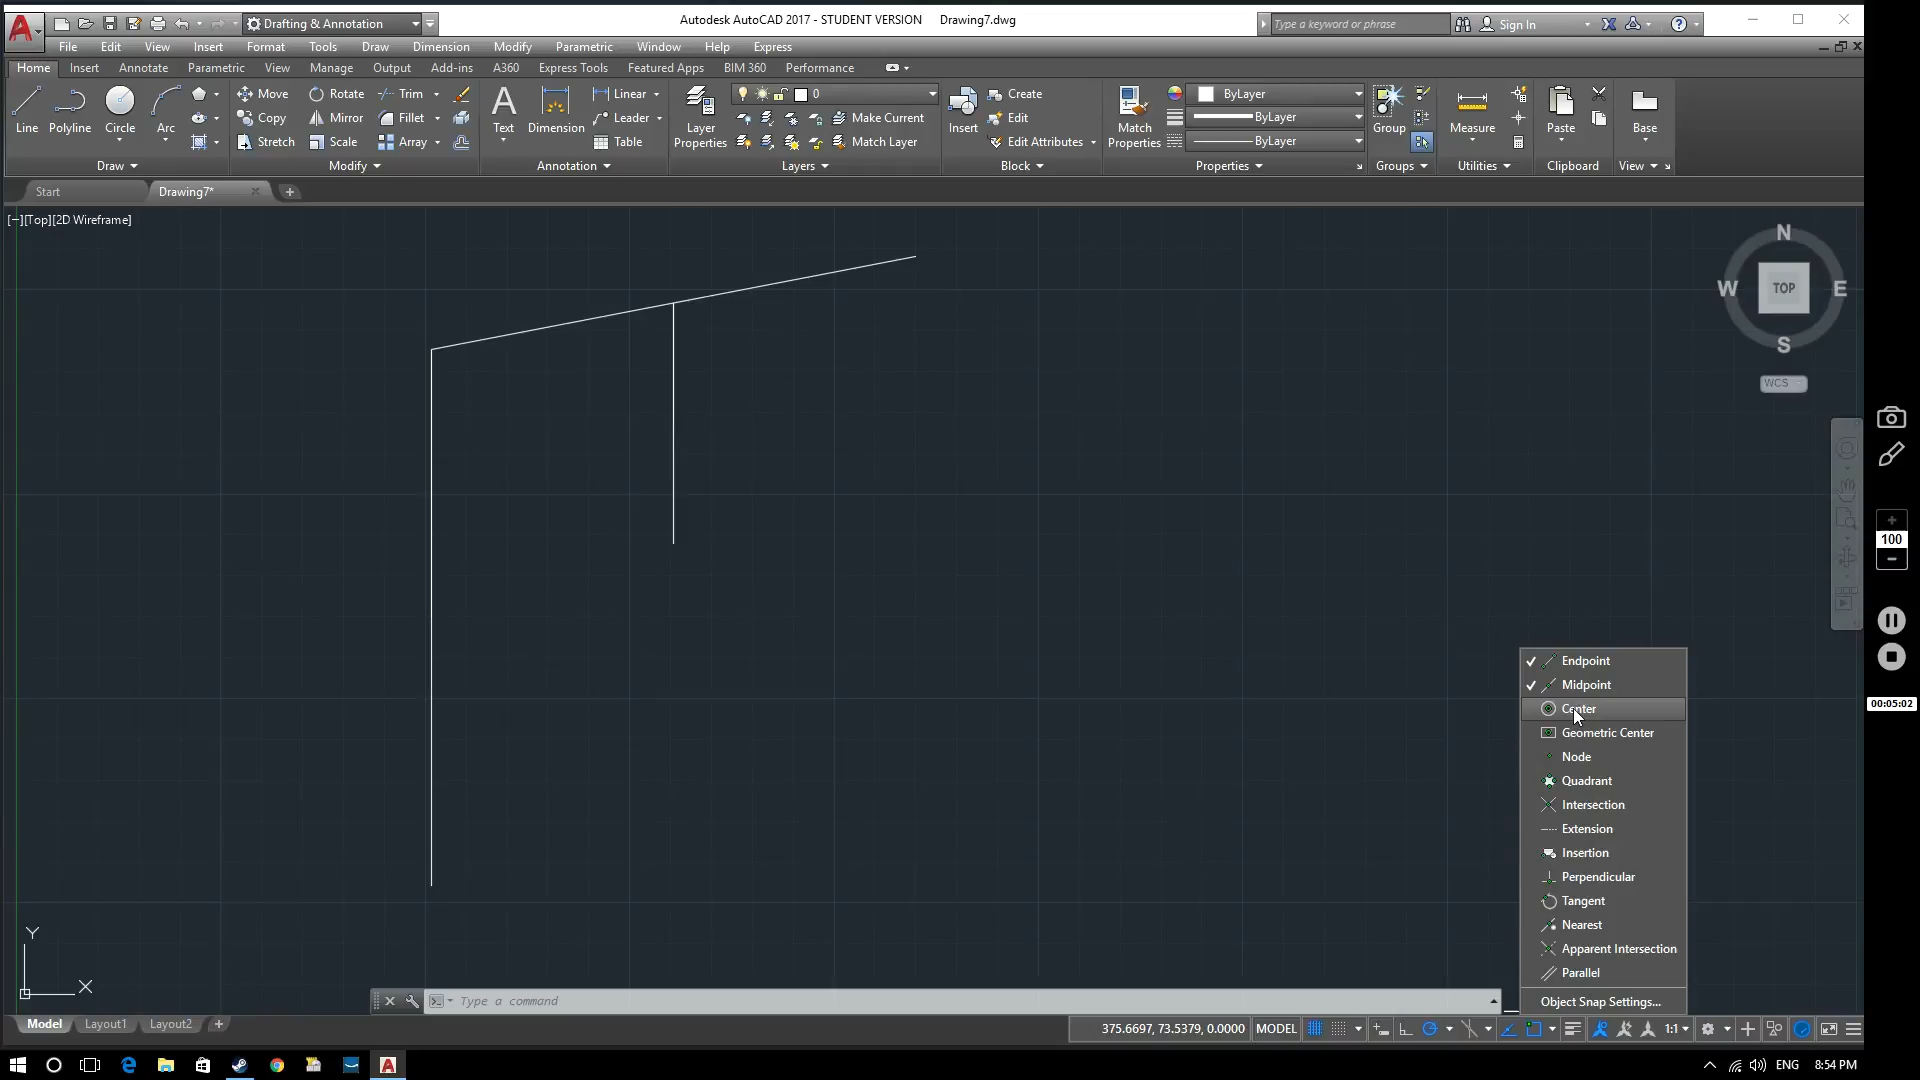 Drafting & Annotation
Autodesk AutoCAD 2017 - STUDENT VERSION Drawing7.dwg
Type a keyword or phrase
Sign In
File Edit View Insert Format Tools Draw Dimension Modify Parametric Window Help Express
Home Insert Annotate Parametric View Manage Output Add-ins A360 Express Tools Featured Apps BIM 360 Performance
Line Polyline Circle Arc
Move Rotate Trim
Copy Mirror Fillet
Stretch Scale Array
Text Dimension
Linear
Leader
Table
Layer Properties
0
Make Current
Match Layer
Insert
Create
Edit
Edit Attributes
Match Properties
ByLayer
ByLayer
ByLayer
Group
Measure
Paste
Base
Draw Modify Annotation Layers Block Properties Groups Utilities Clipboard View
Start Drawing7*
[−][Top][2D Wireframe]
N
W TOP E
S
WCS
100
00:05:02
Endpoint
Midpoint
Center
Geometric Center
Node
Quadrant
Intersection
Extension
Insertion
Perpendicular
Tangent
Nearest
Apparent Intersection
Parallel
Object Snap Settings...
Y
X
Type a command
Model Layout1 Layout2
375.6697, 73.5379, 0.0000 MODEL 1:1
ENG 8:54 PM